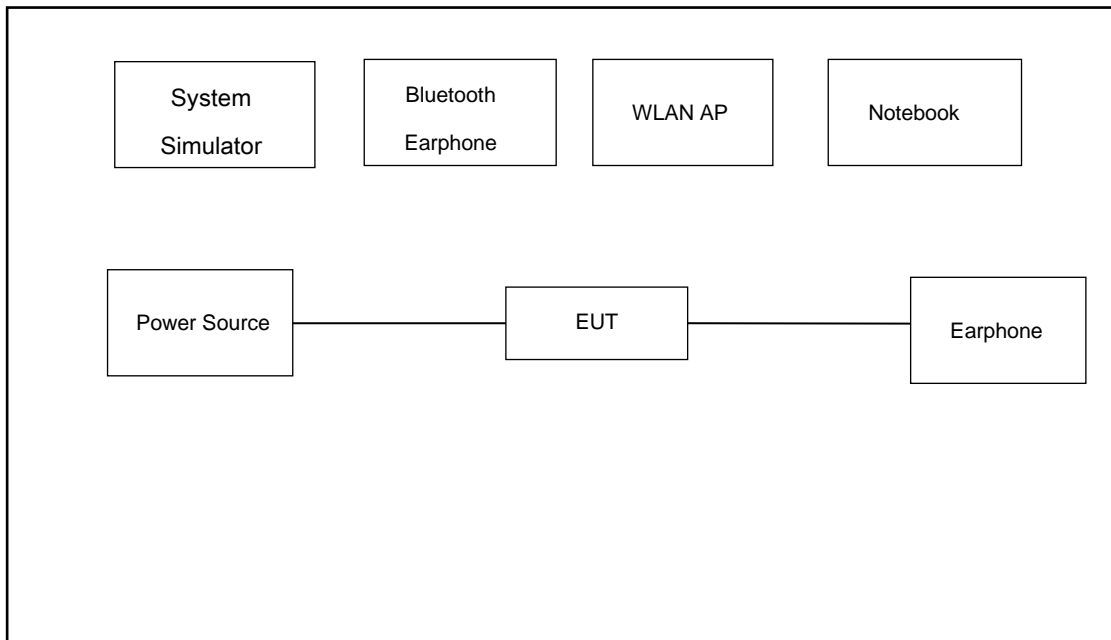 System
Simulator
Bluetooth
Earphone
WLAN AP
Notebook
Power Source
EUT
Earphone